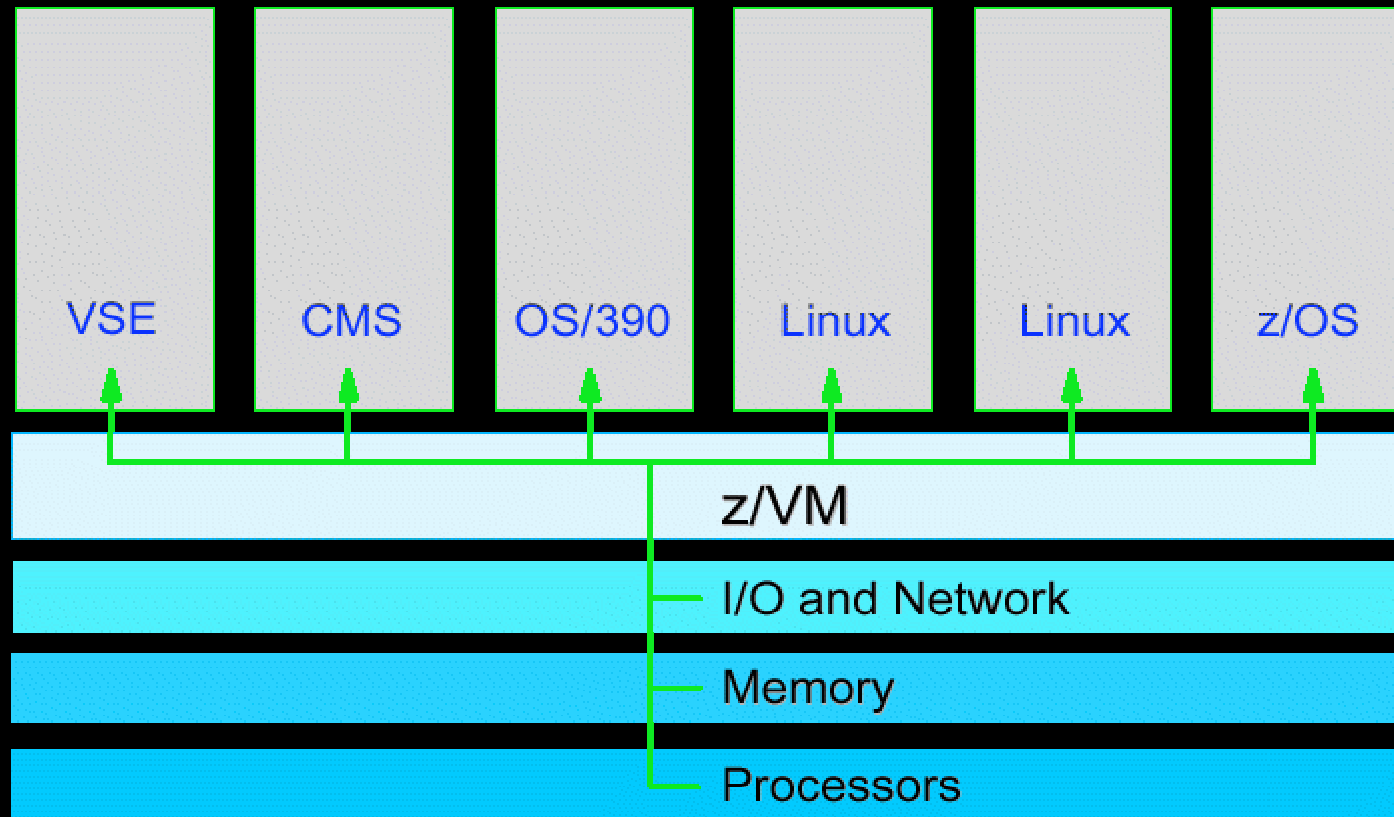 VSE
CMS
OS/390
Linux
Linux
z/OS
z/VM
I/O and Network
Memory
Processors